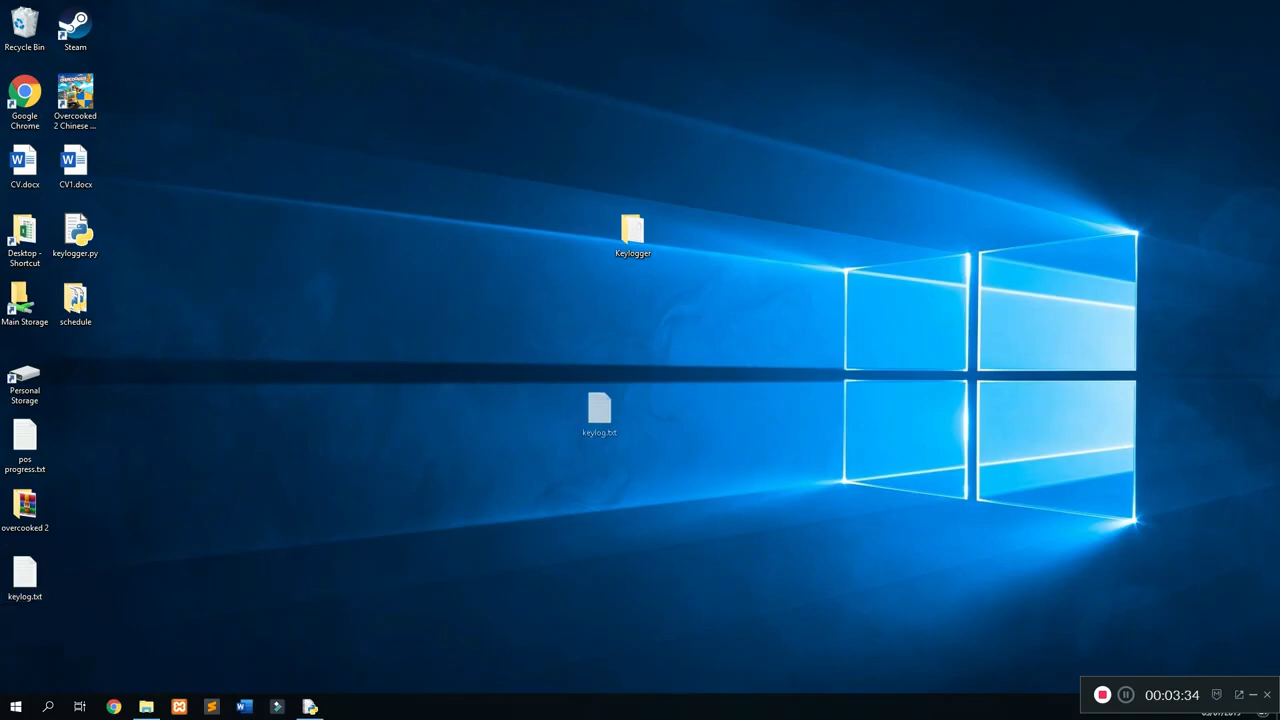 Recycle Bin
Steam
Google
Chrome
Overcooked
2 Chinese ...
CV.docx
CV1.docx
Desktop -
Shortcut
keylogger.py
Keylogger
Main Storage
schedule
Personal
Storage
keylog.txt
pos
progress.txt
overcooked 2
keylog.txt
00:03:34